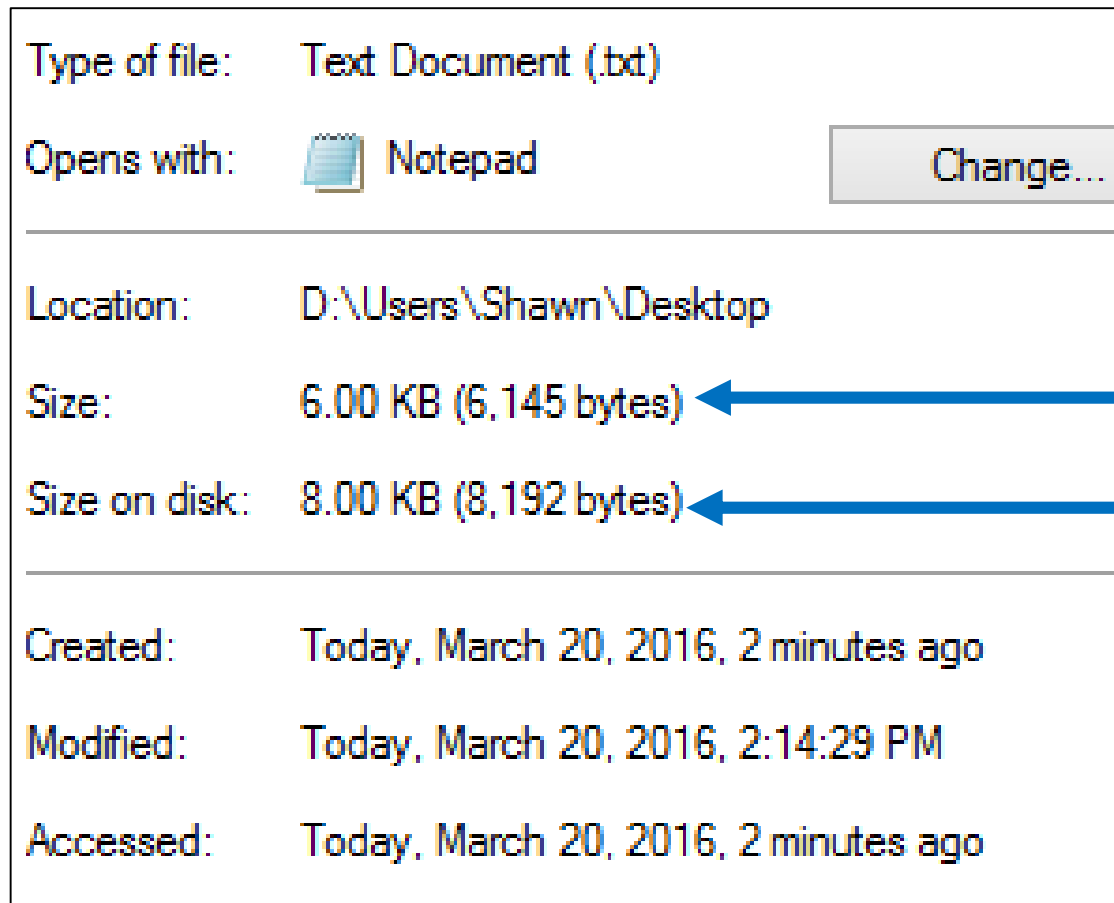 Type of file: Text Document (.txt)
Opens with: Notepad Change...
Location: D:\Users\Shawn\Desktop
Size: 6.00 KB (6,145 bytes)
Size on disk: 8.00 KB (8,192 bytes)
Created: Today, March 20, 2016, 2 minutes ago
Modified: Today, March 20, 2016, 2:14:29 PM
Accessed: Today, March 20, 2016, 2 minutes ago